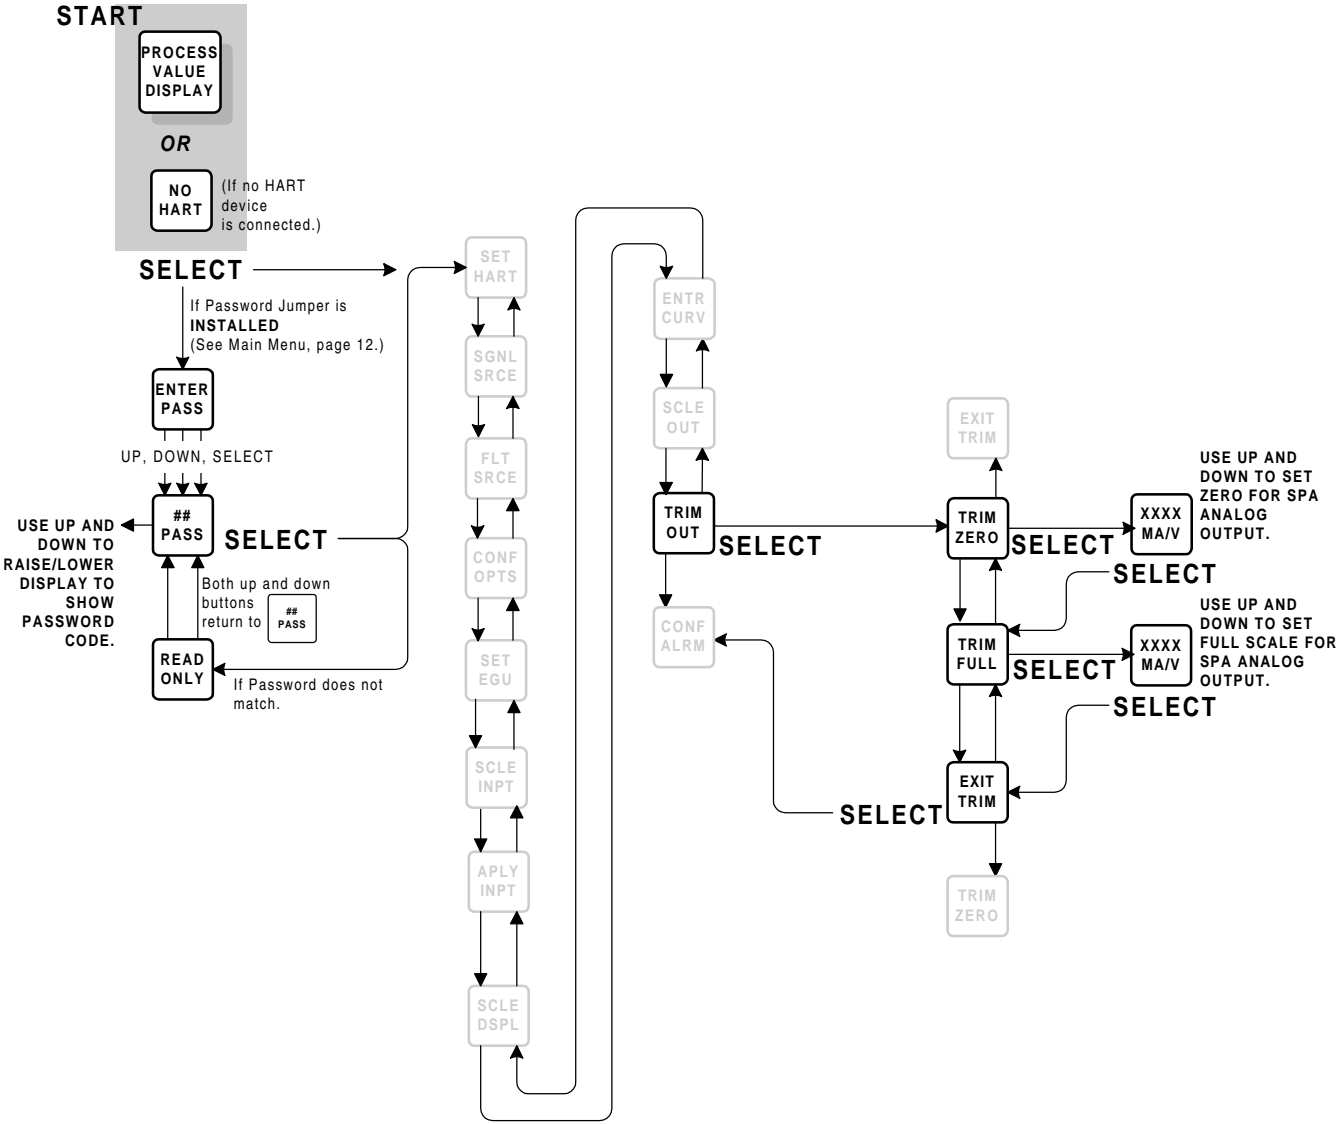 START
PROCESS
VALUE
DISPLAY
OR
NO
HART
(If no HART
device
is connected.)
SELECT
If Password Jumper is
INSTALLED
(See Main Menu, page 12.)
ENTER
PASS
UP, DOWN, SELECT
##
PASS
USE UP AND
DOWN TO
RAISE/LOWER
DISPLAY TO
SHOW
PASSWORD
CODE.
SELECT
Both up and down
buttons
return to
##
PASS
READ
ONLY
If Password does not
match.
SET
HART
SGNL
SRCE
FLT
SRCE
CONF
OPTS
SET
EGU
SCLE
INPT
APLY
INPT
SCLE
DSPL
ENTR
CURV
SCLE
OUT
TRIM
OUT
SELECT
CONF
ALRM
EXIT
TRIM
TRIM
ZERO
SELECT
XXXX
MA/V
USE UP AND
DOWN TO SET
ZERO FOR SPA
ANALOG
OUTPUT.
SELECT
TRIM
FULL
SELECT
XXXX
MA/V
USE UP AND
DOWN TO SET
FULL SCALE FOR
SPA ANALOG
OUTPUT.
SELECT
EXIT
TRIM
SELECT
TRIM
ZERO